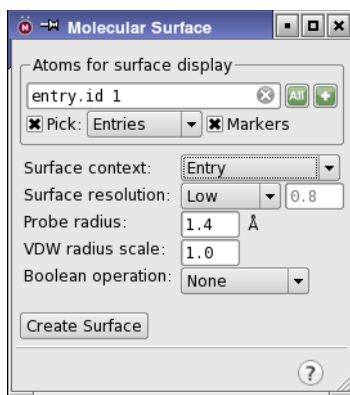 Molecular Surface
Atoms for surface display
entry.id 1 All
Pick: Entries Markers
Surface context: Entry
Surface resolution: Low 0.8
Probe radius: 1.4 Å
VDW radius scale: 1.0
Boolean operation: None
Create Surface
?